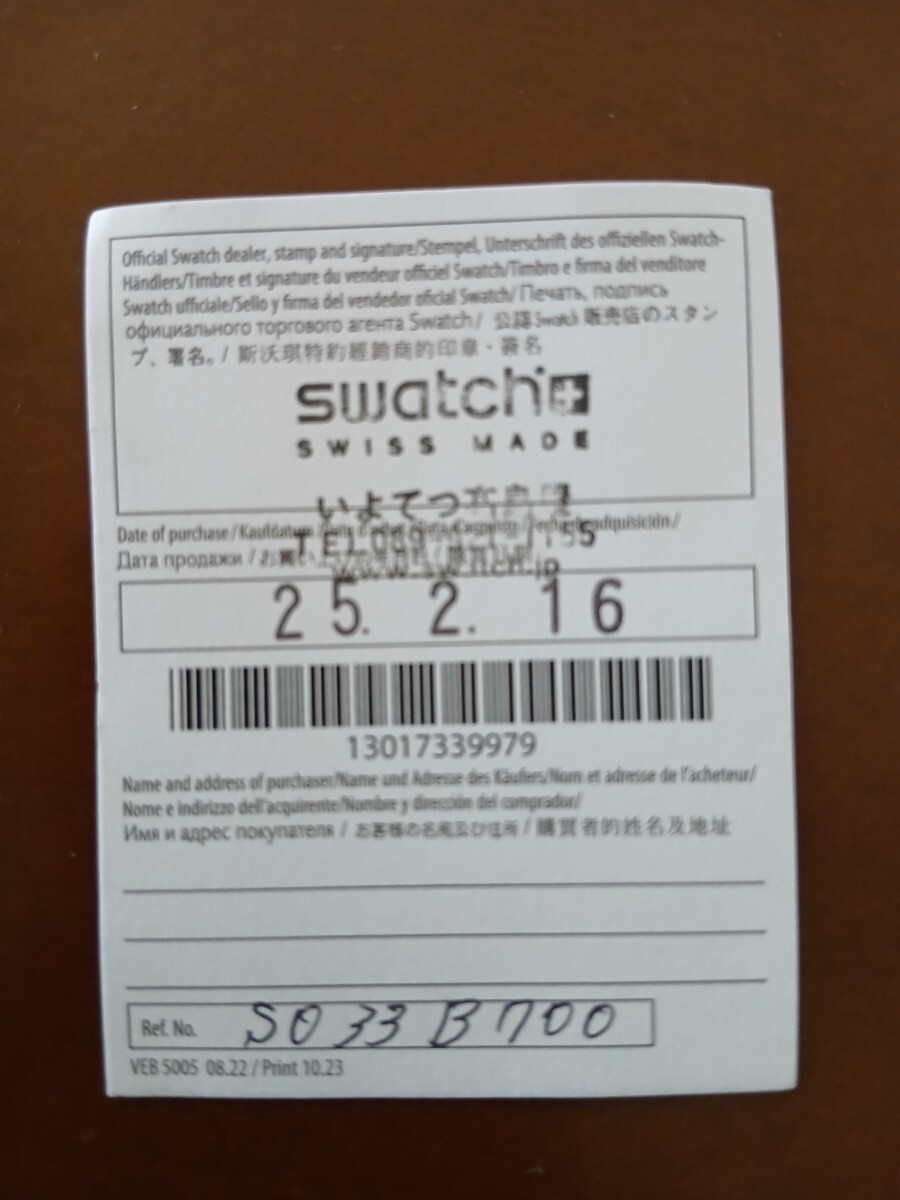 Official Swatch dealer, stamp and signature/Stempel, Unterschrift des offiziellen Swatch-
Händlers/Timbre et signature du vendeur officiel Swatch/Timbro e firma del venditore
Swatch ufficiale/Sello y firma del vendedor oficial Swatch/Печать, подпись
официального торгового агента Swatch/ 公認Swatch販売店のスタン
プ、署名。/ 斯沃琪特約經銷商的印章、簽名
swatch
SWISS MADE
いよてつ
Date of purchase/Kaufdatum
TEL089
Дата продажи /
www.swatch.jp
25. 2. 16
13017339979
Name and address of purchaser/Name und Adresse des Käufers/Nom et adresse de l'acheteur/
Nome e indirizzo dell'acquirente/Nombre y dirección del comprador/
Имя и адрес покупателя / お客様の名前及び住所 / 購買者的姓名及地址
Ref. No. SO33B700
VEB 5005 08.22 / Print 10.23